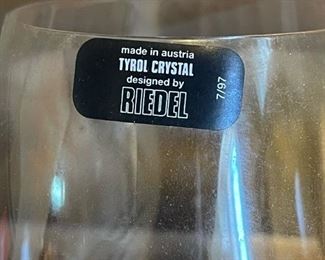 made in austria
TYROL CRYSTAL
designed by
RIEDEL
7/97